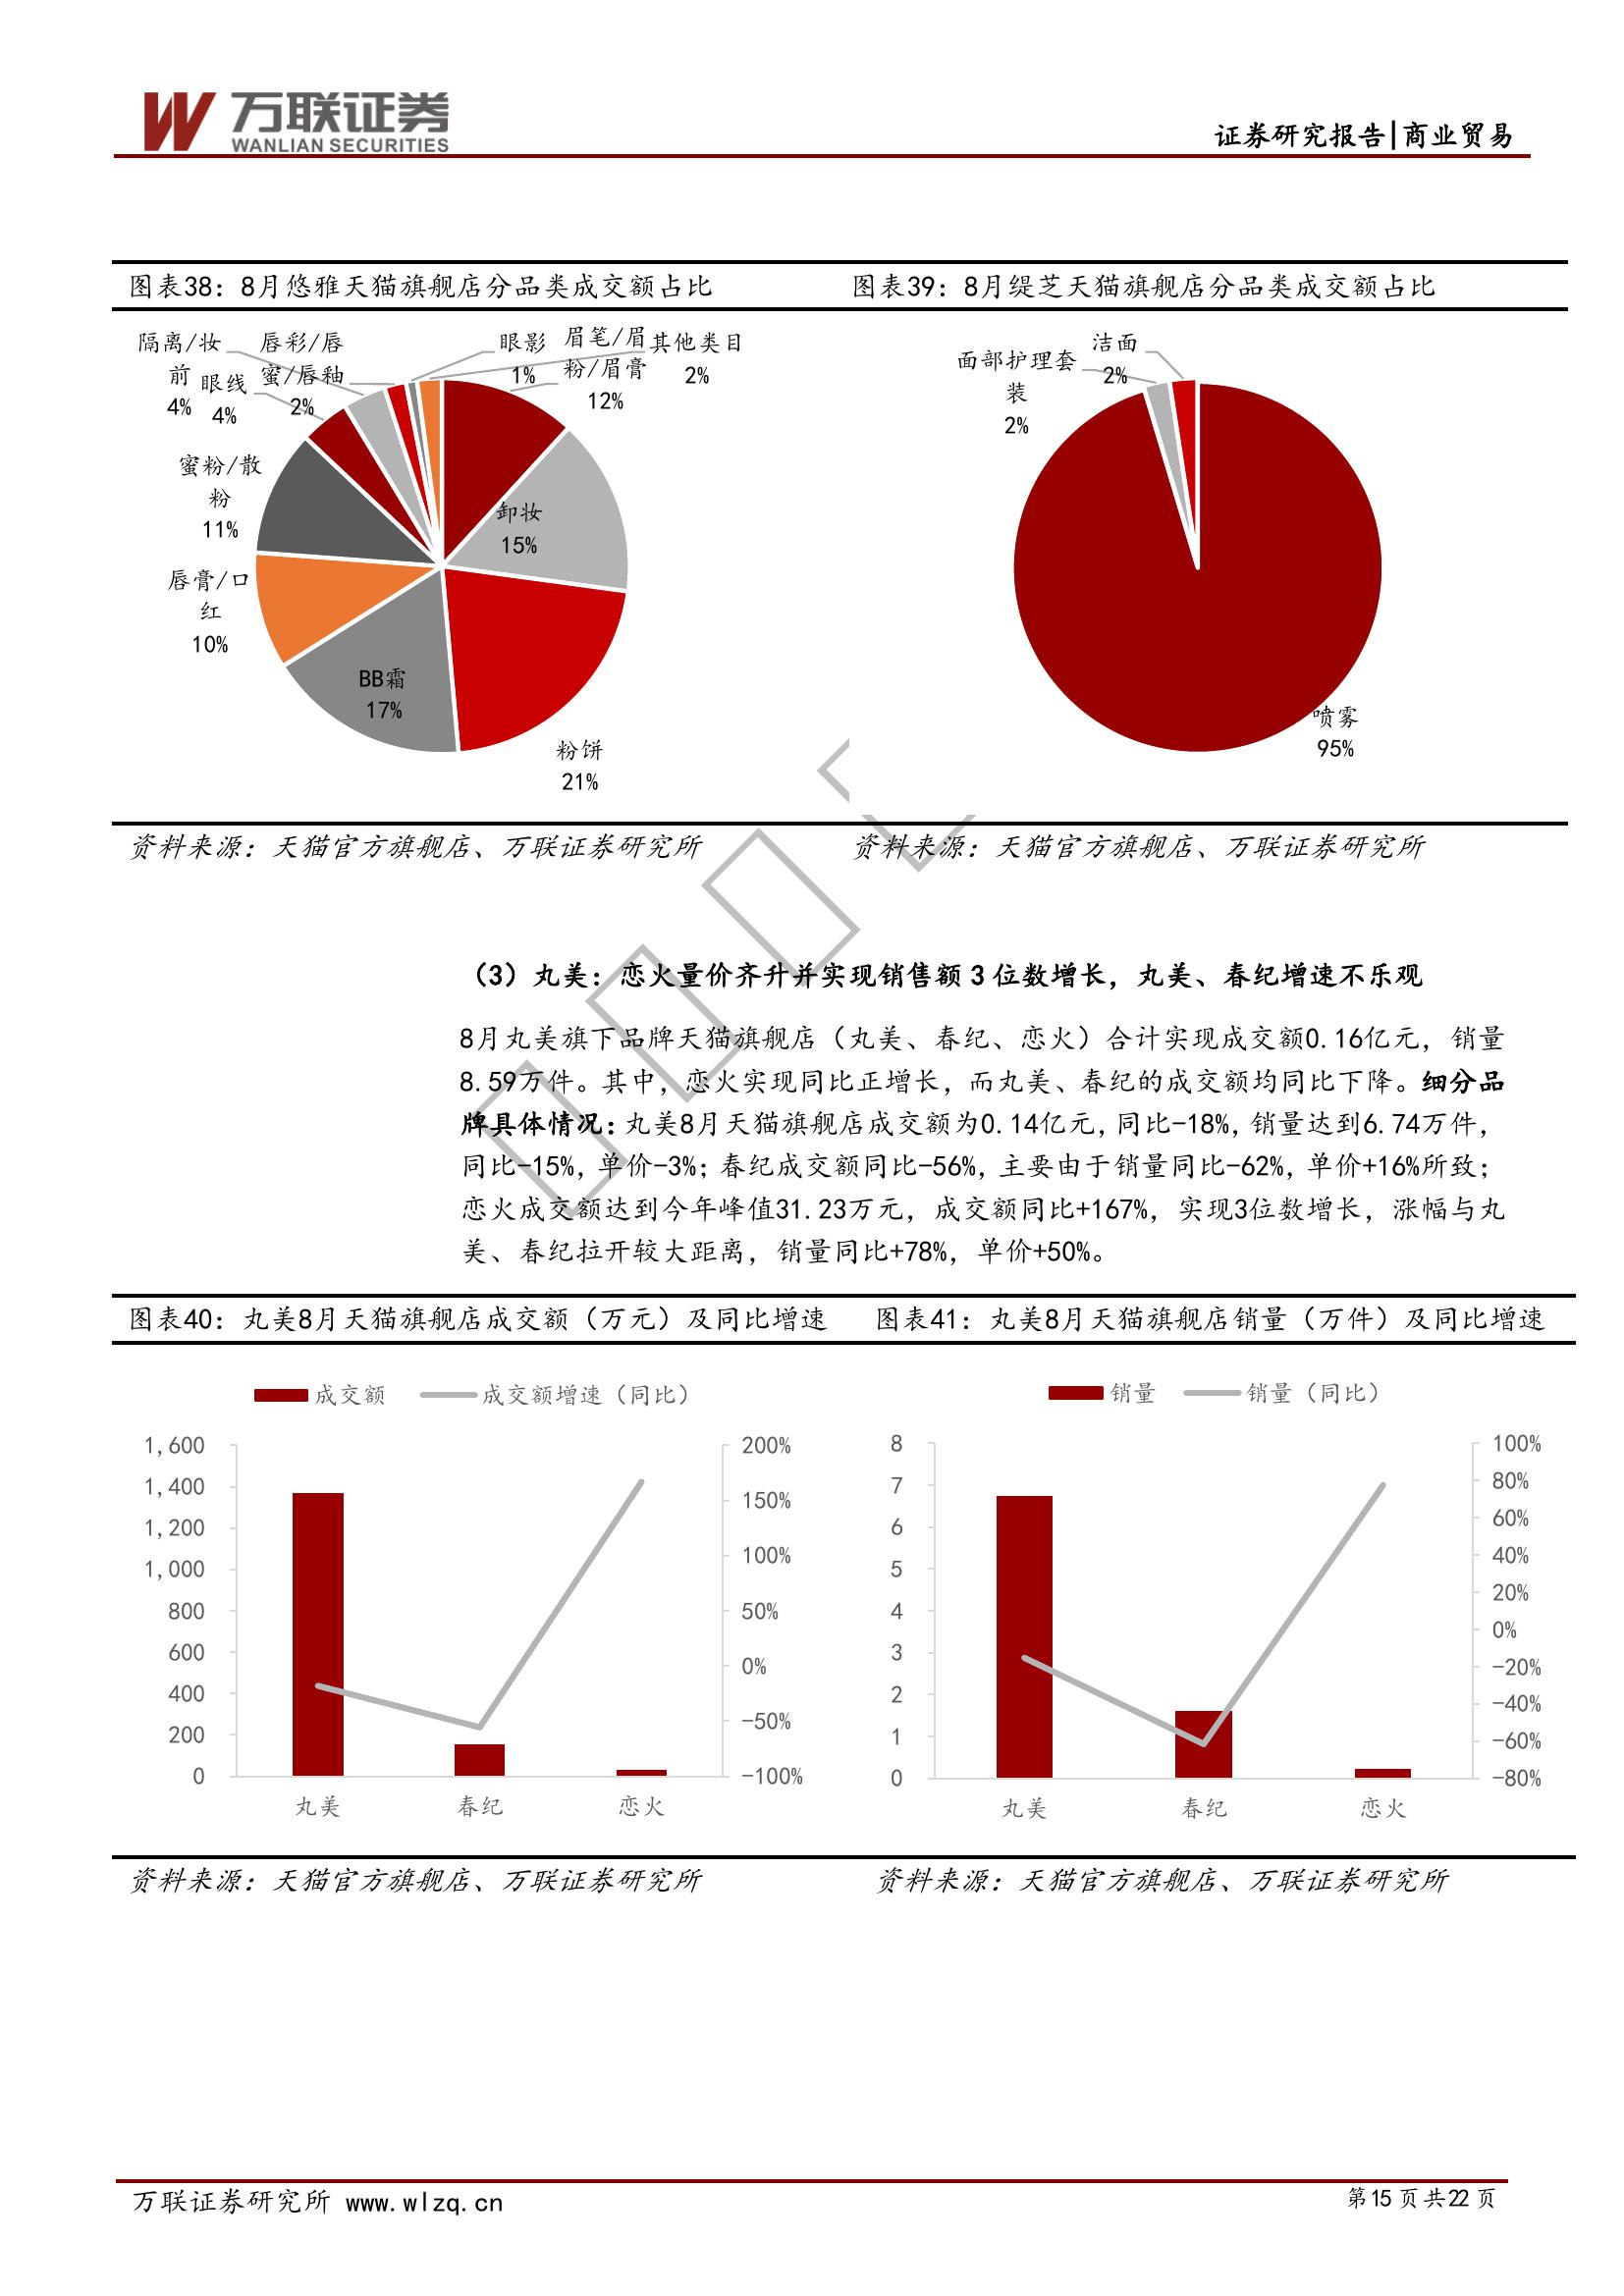 万联证券
WANLIAN SECURITIES
证券研究报告|商业贸易
图表38：8月悠雅天猫旗舰店分品类成交额占比
图表39：8月缇芝天猫旗舰店分品类成交额占比
隔离/妆
前
4%
眼线
4%
唇彩/唇
蜜/唇釉
2%
眼影
1%
眉笔/眉
粉/眉膏
12%
其他类目
2%
蜜粉/散
粉
11%
卸妆
15%
唇膏/口
红
10%
BB霜
17%
粉饼
21%
面部护理套
装
2%
洁面
2%
喷雾
95%
资料来源：天猫官方旗舰店、万联证券研究所
资料来源：天猫官方旗舰店、万联证券研究所
（3）丸美：恋火量价齐升并实现销售额 3 位数增长，丸美、春纪增速不乐观
8月丸美旗下品牌天猫旗舰店（丸美、春纪、恋火）合计实现成交额0.16亿元，销量
8.59万件。其中，恋火实现同比正增长，而丸美、春纪的成交额均同比下降。细分品
牌具体情况：丸美8月天猫旗舰店成交额为0.14亿元，同比-18%，销量达到6.74万件，
同比-15%，单价-3%；春纪成交额同比-56%，主要由于销量同比-62%，单价+16%所致；
恋火成交额达到今年峰值31.23万元，成交额同比+167%，实现3位数增长，涨幅与丸
美、春纪拉开较大距离，销量同比+78%，单价+50%。
图表40：丸美8月天猫旗舰店成交额（万元）及同比增速
图表41：丸美8月天猫旗舰店销量（万件）及同比增速
成交额 成交额增速（同比）
1,600
1,400
1,200
1,000
800
600
400
200
0
200%
150%
100%
50%
0%
-50%
-100%
丸美 春纪 恋火
销量 销量（同比）
8
7
6
5
4
3
2
1
0
100%
80%
60%
40%
20%
0%
-20%
-40%
-60%
-80%
丸美 春纪 恋火
资料来源：天猫官方旗舰店、万联证券研究所
资料来源：天猫官方旗舰店、万联证券研究所
万联证券研究所 www.wlzq.cn
第15 页 共22 页